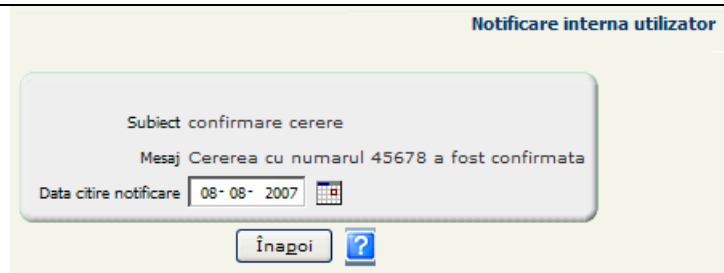 Notificare interna utilizator
Subiect confirmare cerere
Mesaj Cererea cu numarul 45678 a fost confirmata
Data citire notificare 08- 08- 2007
Înapoi ?